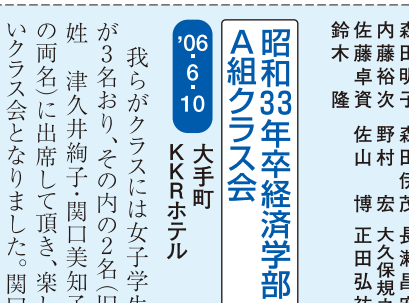 内藤裕次 野村 宏 大久保規
佐藤卓資 佐山 博 正田弘
鈴木 隆
昭和33年卒経済学部
A組クラス会
'06・6・10
大手町
KKRホテル
我らがクラスには女子学生
が3名おり、その内の2名(旧
姓 津久井絢子・関口美知子
の両名)に出席して頂き、楽し
いクラス会となりました。関口